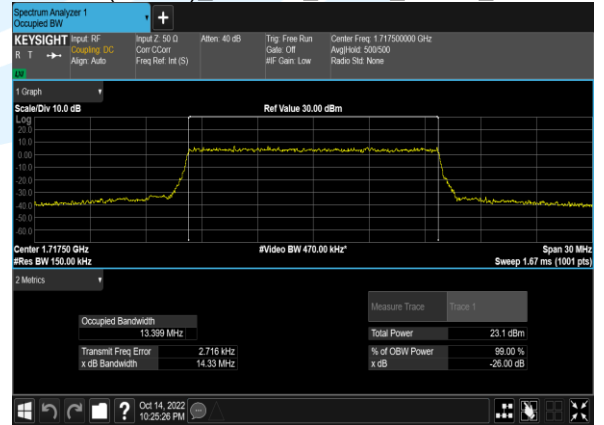 Spectrum Analyzer 1
Occupied BW
+
KEYSIGHT Input: RF Input Z: 50 Ω Atten: 40 dB Trig: Free Run Center Freq: 1.717500000 GHz
R T Coupling: DC Corr CCorr Gate: Off Avg|Hold: 500/500
Align: Auto Freq Ref: Int (S) #IF Gain: Low Radio Std: None
1 Graph
Scale/Div 10.0 dB Ref Value 30.00 dBm
Log
20.0
10.0
0.00
-10.0
-20.0
-30.0
-40.0
-50.0
-60.0
Center 1.71750 GHz #Video BW 470.00 kHz* Span 30 MHz
#Res BW 150.00 kHz Sweep 1.67 ms (1001 pts)
2 Metrics
Measure Trace Trace 1
Occupied Bandwidth
13.399 MHz Total Power 23.1 dBm
Transmit Freq Error 2.716 kHz % of OBW Power 99.00 %
x dB Bandwidth 14.33 MHz x dB -26.00 dB
? Oct 14, 2022
10:25:26 PM